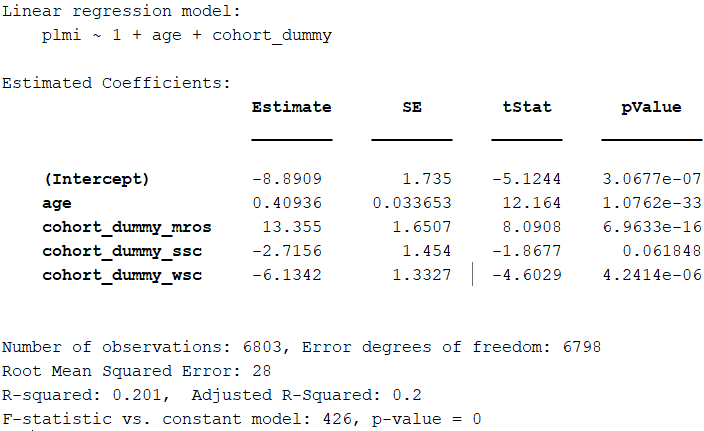 Linear regression model:
plmi ~ 1 + age + cohort_dummy
Estimated Coefficients:
Estimate SE tStat pValue
(Intercept) -8.8909 1.735 -5.1244 3.0677e-07
age 0.40936 0.033653 12.164 1.0762e-33
cohort_dummy_mros 13.355 1.6507 8.0908 6.9633e-16
cohort_dummy_ssc -2.7156 1.454 -1.8677 0.061848
cohort_dummy_wsc -6.1342 1.3327 -4.6029 4.2414e-06
Number of observations: 6803, Error degrees of freedom: 6798
Root Mean Squared Error: 28
R-squared: 0.201, Adjusted R-Squared: 0.2
F-statistic vs. constant model: 426, p-value = 0